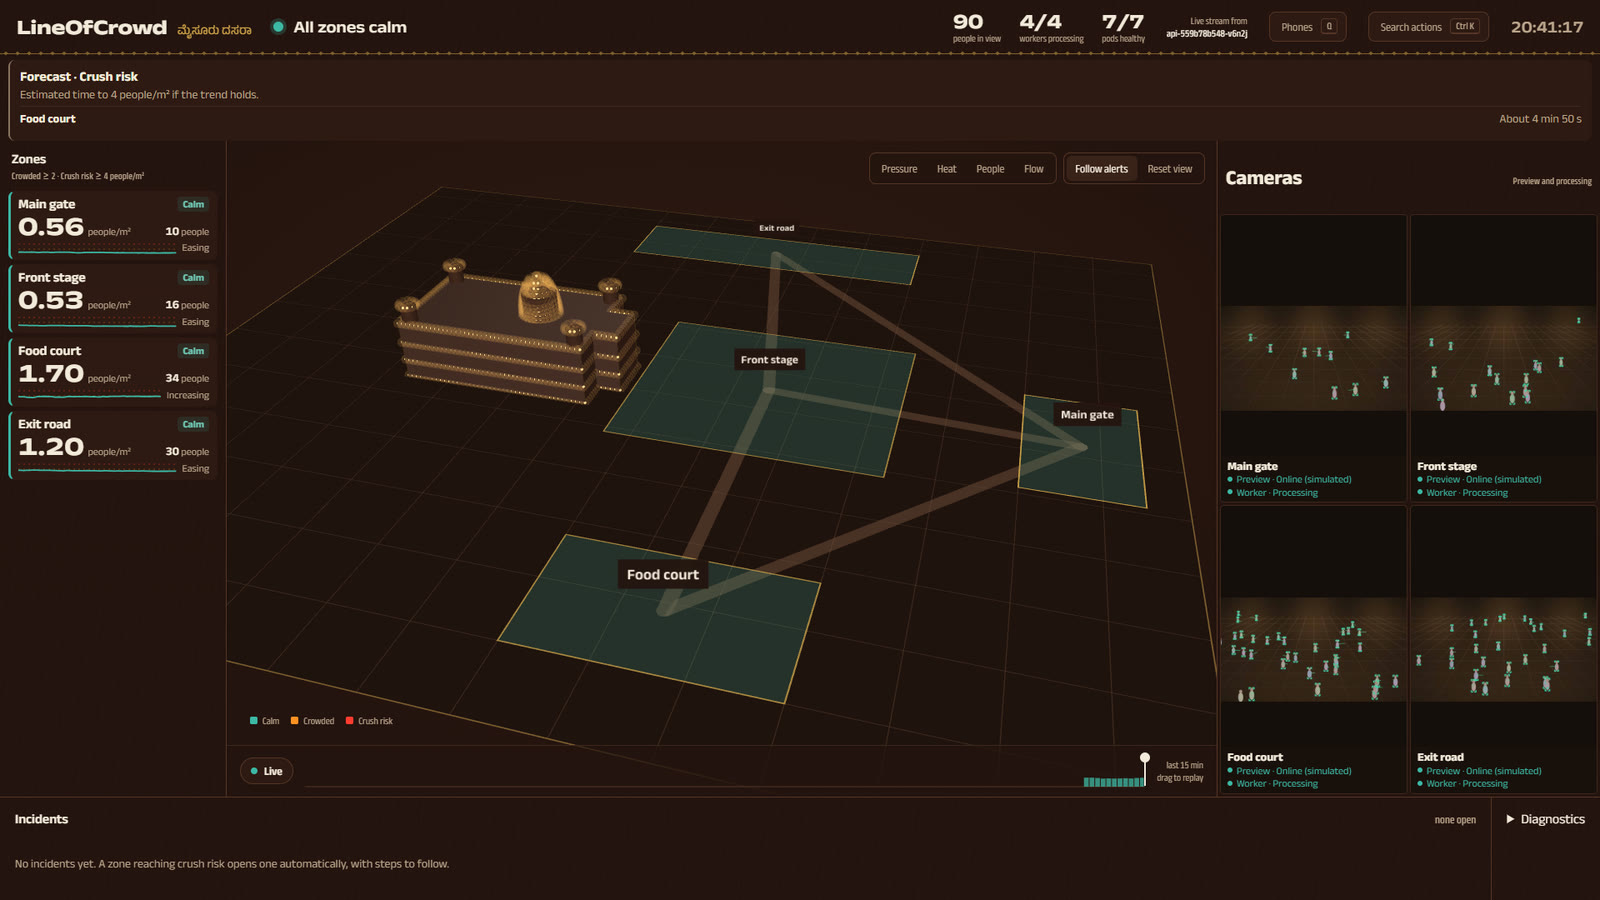 LineOfCrowd ಮೈಸೂರು ದಸರಾ
All zones calm
90
people in view
4/4
workers processing
7/7
pods healthy
Live stream from
api-559b78b548-v6n2j
Phones Q
Search actions Ctrl K
20:41:17
Forecast · Crush risk
Estimated time to 4 people/m² if the trend holds.
Food court About 4 min 50 s
Zones
Crowded ≥ 2 · Crush risk ≥ 4 people/m²
Main gate Calm
0.56 people/m² 10 people
Easing
Front stage Calm
0.53 people/m² 16 people
Easing
Food court Calm
1.70 people/m² 34 people
Increasing
Exit road Calm
1.20 people/m² 30 people
Easing
Pressure Heat People Flow Follow alerts Reset view
Exit road
Front stage
Main gate
Food court
Calm Crowded Crush risk
Live
last 15 min
drag to replay
Cameras Preview and processing
Main gate
Preview · Online (simulated)
Worker · Processing
Front stage
Preview · Online (simulated)
Worker · Processing
Food court
Preview · Online (simulated)
Worker · Processing
Exit road
Preview · Online (simulated)
Worker · Processing
Incidents none open
No incidents yet. A zone reaching crush risk opens one automatically, with steps to follow.
Diagnostics